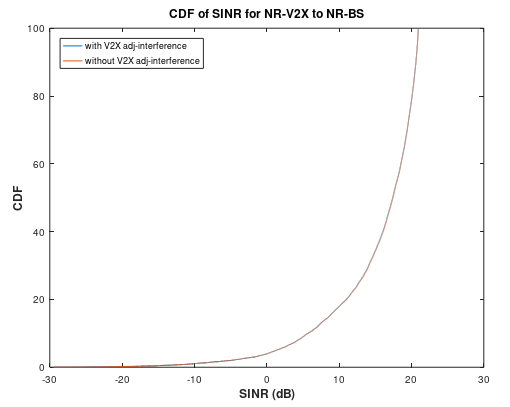 CDF of SINR for NR-V2X to NR-BS
with V2X adj-interference
without V2X adj-interference
100
80
60
40
20
0
CDF
-30 -20 -10 0 10 20 30
SINR (dB)